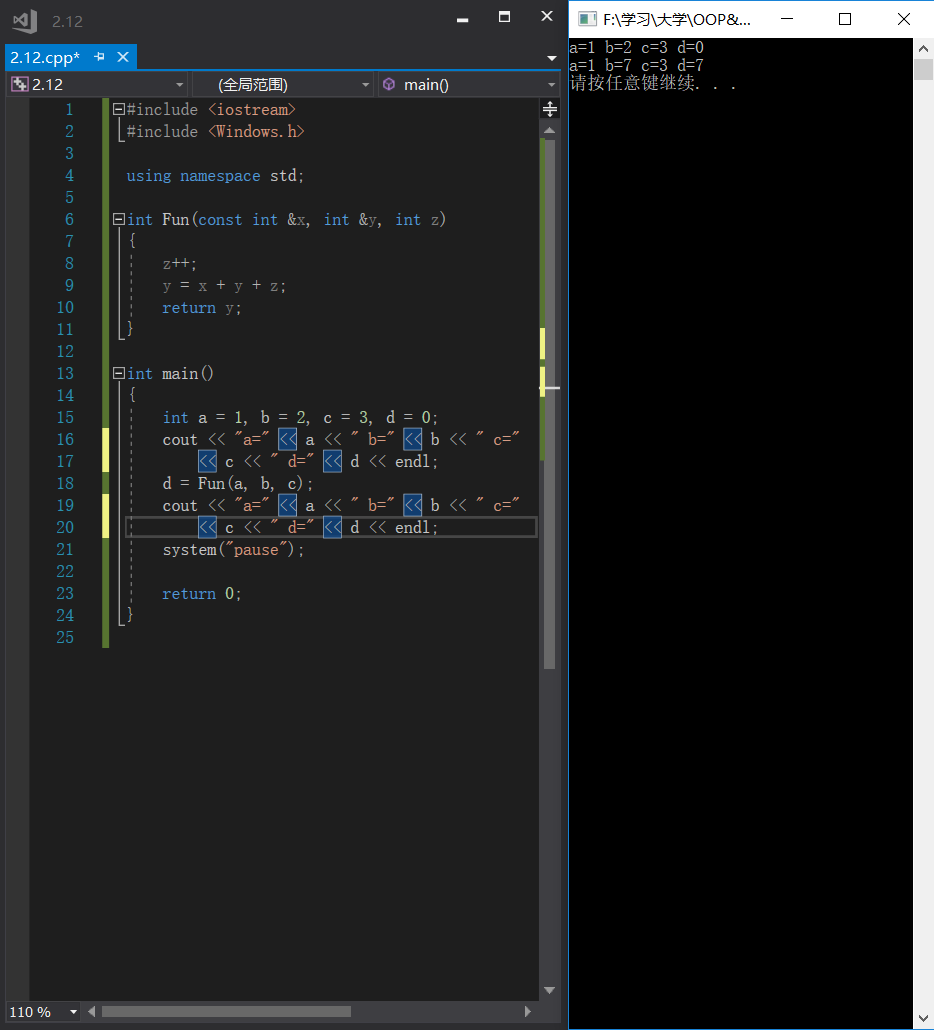 2.12
2.12.cpp*
2.12 (全局范围) main()
1 #include <iostream>
2 #include <Windows.h>
3
4 using namespace std;
5
6 int Fun(const int &x, int &y, int z)
7 {
8 z++;
9 y = x + y + z;
10 return y;
11 }
12
13 int main()
14 {
15 int a = 1, b = 2, c = 3, d = 0;
16 cout << "a=" << a << " b=" << b << " c="
17 << c << " d=" << d << endl;
18 d = Fun(a, b, c);
19 cout << "a=" << a << " b=" << b << " c="
20 << c << " d=" << d << endl;
21 system("pause");
22
23 return 0;
24 }
25
110 %
F:\学习\大学\OOP&...
a=1 b=2 c=3 d=0
a=1 b=7 c=3 d=7
请按任意键继续. . .